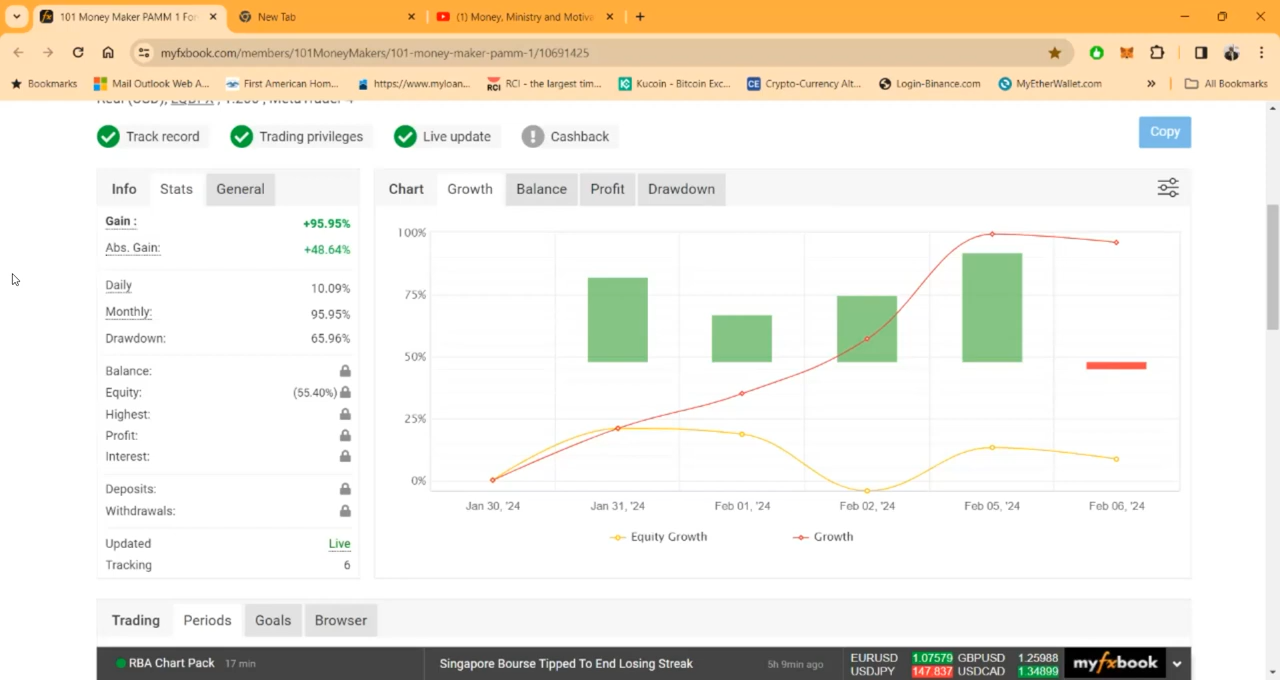 101 Money Maker PAMM 1 For
New Tab
(1) Money, Ministry and Motive
myfxbook.com/members/101MoneyMakers/101-money-maker-pamm-1/10691425
Bookmarks
Mail Outlook Web A...
First American Hom...
https://www.myloan...
RCI - the largest tim...
Kucoin - Bitcoin Exc...
Crypto-Currency Alt...
Login-Binance.com
MyEtherWallet.com
»
All Bookmarks
Track record
Trading privileges
Live update
Cashback
Copy
Info Stats General
Gain : +95.95%
Abs. Gain: +48.64%
Daily 10.09%
Monthly: 95.95%
Drawdown: 65.96%
Balance:
Equity: (55.40%)
Highest:
Profit:
Interest:
Deposits:
Withdrawals:
Updated Live
Tracking 6
Chart Growth Balance Profit Drawdown
100%
75%
50%
25%
0%
Jan 30, '24 Jan 31, '24 Feb 01, '24 Feb 02, '24 Feb 05, '24 Feb 06, '24
Equity Growth Growth
Trading Periods Goals Browser
RBA Chart Pack 17 min
Singapore Bourse Tipped To End Losing Streak 5h 9min ago
EURUSD 1.07579 GBPUSD 1.25988
USDJPY 147.837 USDCAD 1.34899
myfxbook